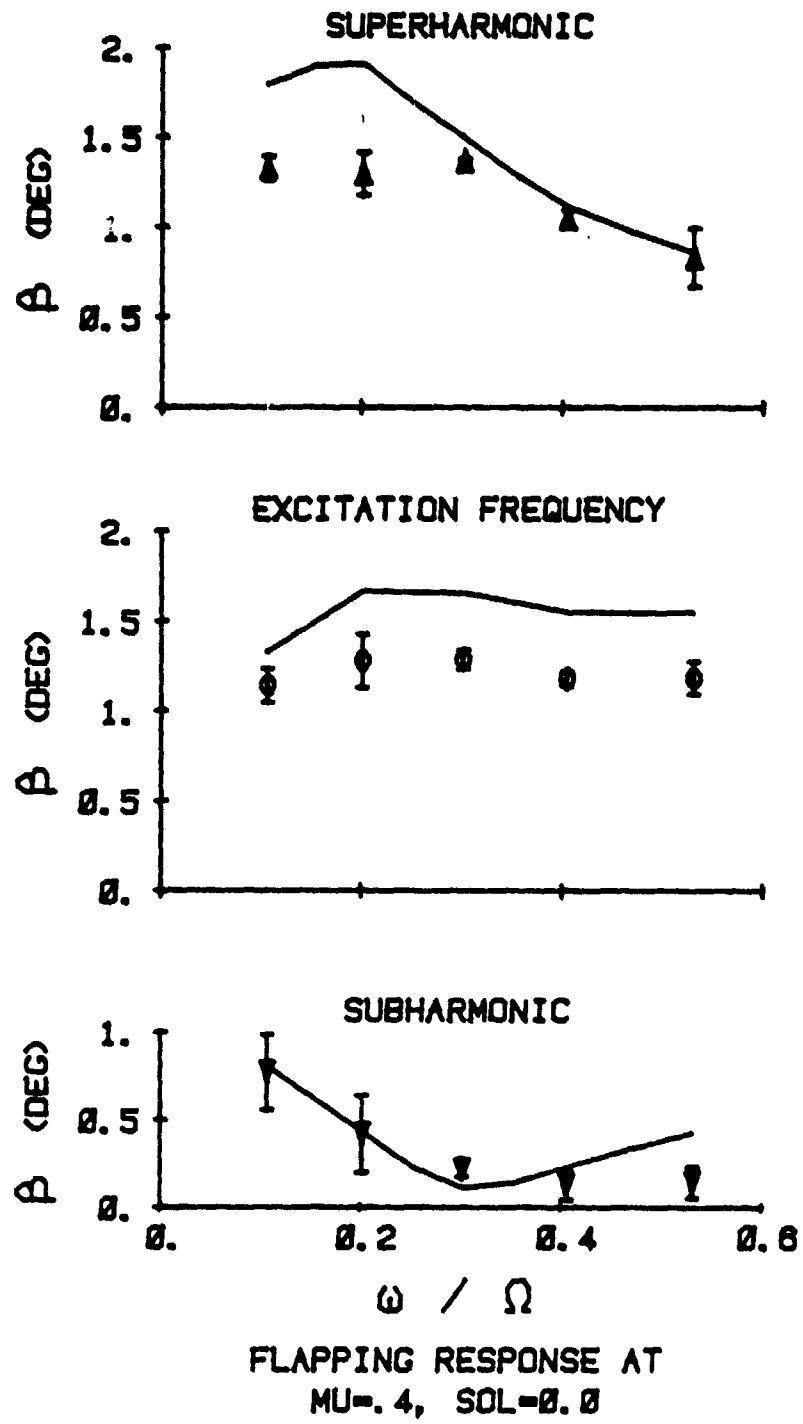 SUPERHARMONIC
2.
1.5
1.
0.5
0.
β (DEG)
EXCITATION FREQUENCY
2.
1.5
1.
0.5
0.
β (DEG)
SUBHARMONIC
1.
0.5
0.
β (DEG)
0. 0.2 0.4 0.6
ω / Ω
FLAPPING RESPONSE AT
MU=.4, SOL=0.0